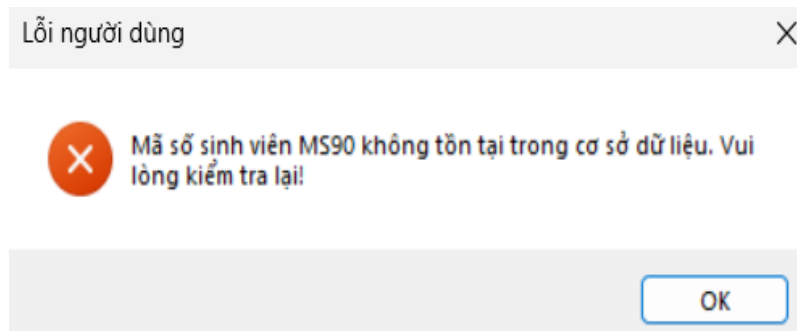 Lỗi người dùng
Mã số sinh viên MS90 không tồn tại trong cơ sở dữ liệu. Vui
lòng kiểm tra lại!
OK